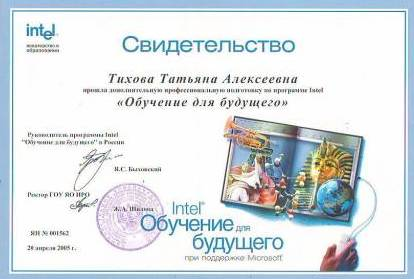 intel
новаторство в
образовании
Свидетельство
Тихова Татьяна Алексеевна
прошла дополнительную профессиональную подготовку по программе Intel
«Обучение для будущего»
Руководитель программы Intel
"Обучение для будущего" в России
Я.С. Быховский
Ректор ГОУ ЯО ИРО
Ж.А. Шилова
ЯН № 001562
20 апреля 2005 г.
Intel®
Обучение для
будущего
при поддержке Microsoft®